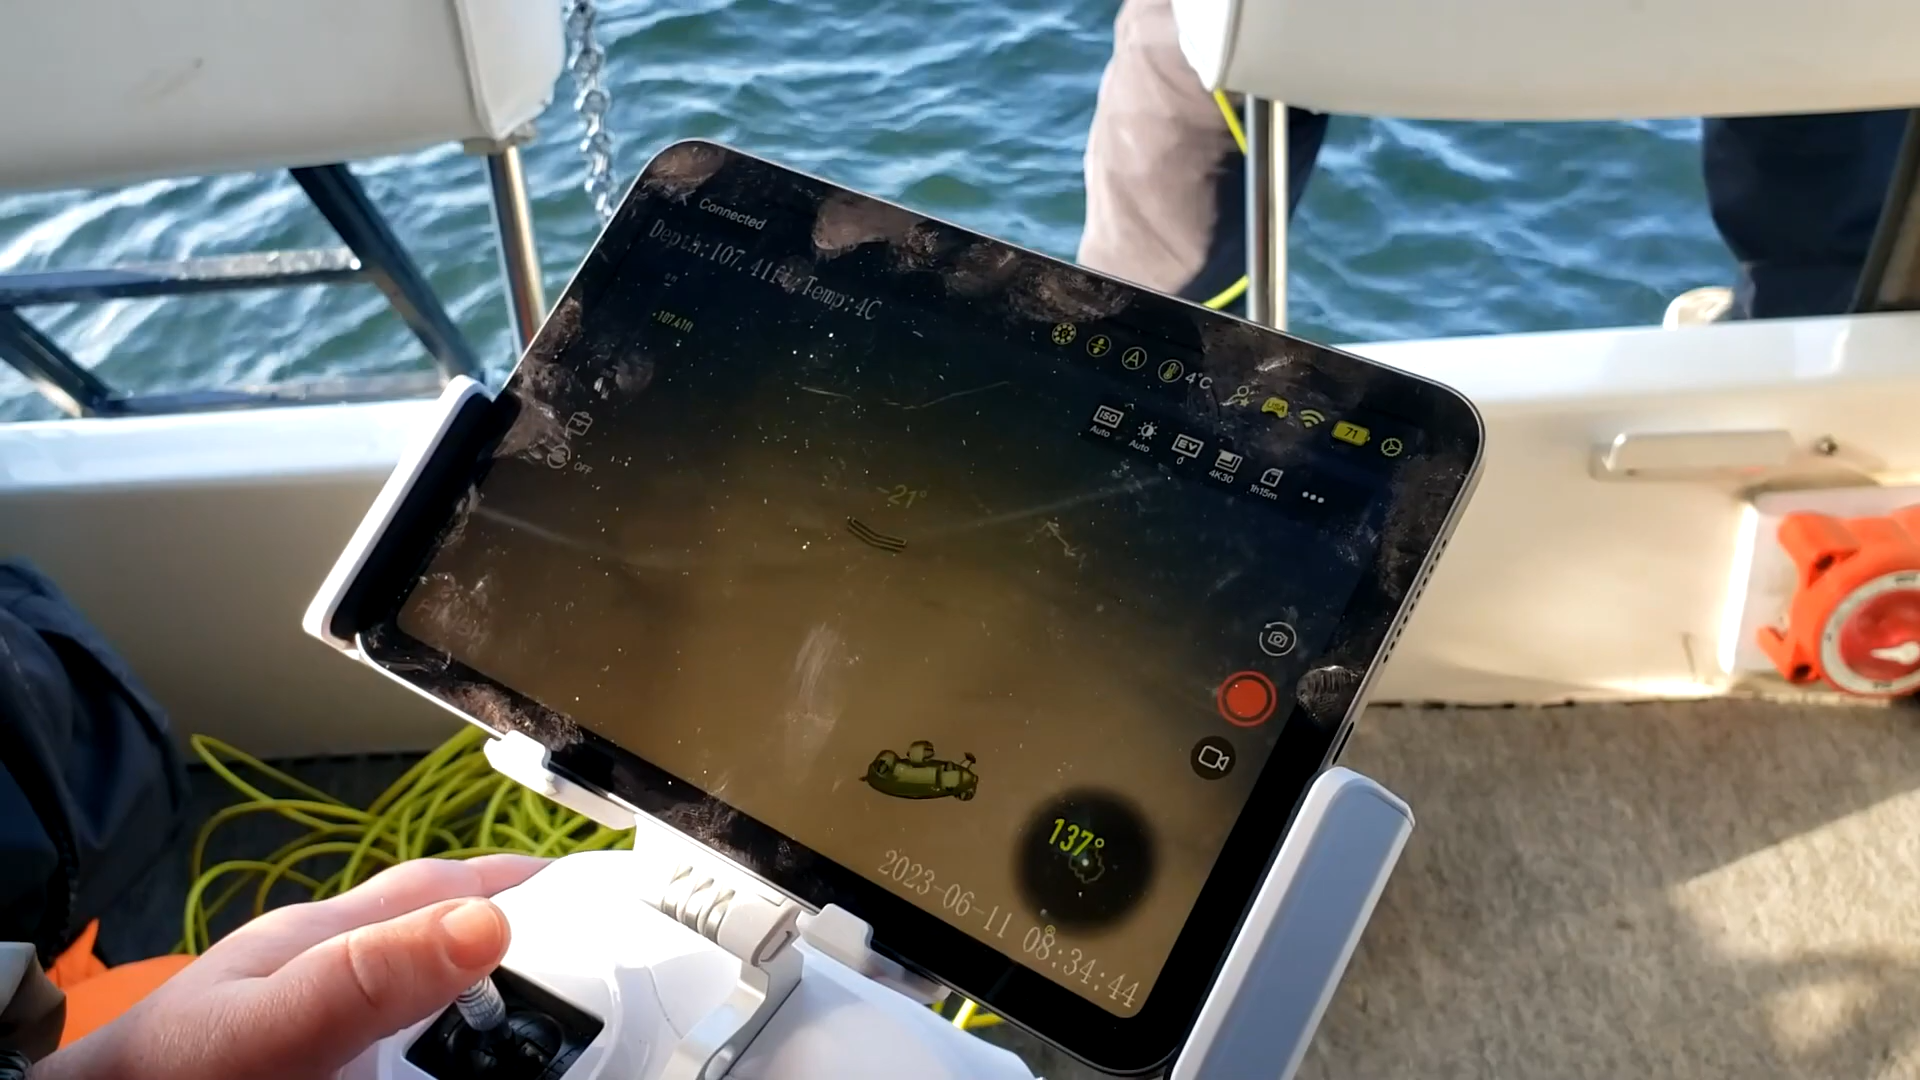 Connected
Depth:107.41ft;Temp:4C
107.41ft
4°C
USA
71
ISO
Auto
Auto
EV
0
4K30
1h15m
OFF
-21°
137°
2023-06-11 08:34:44